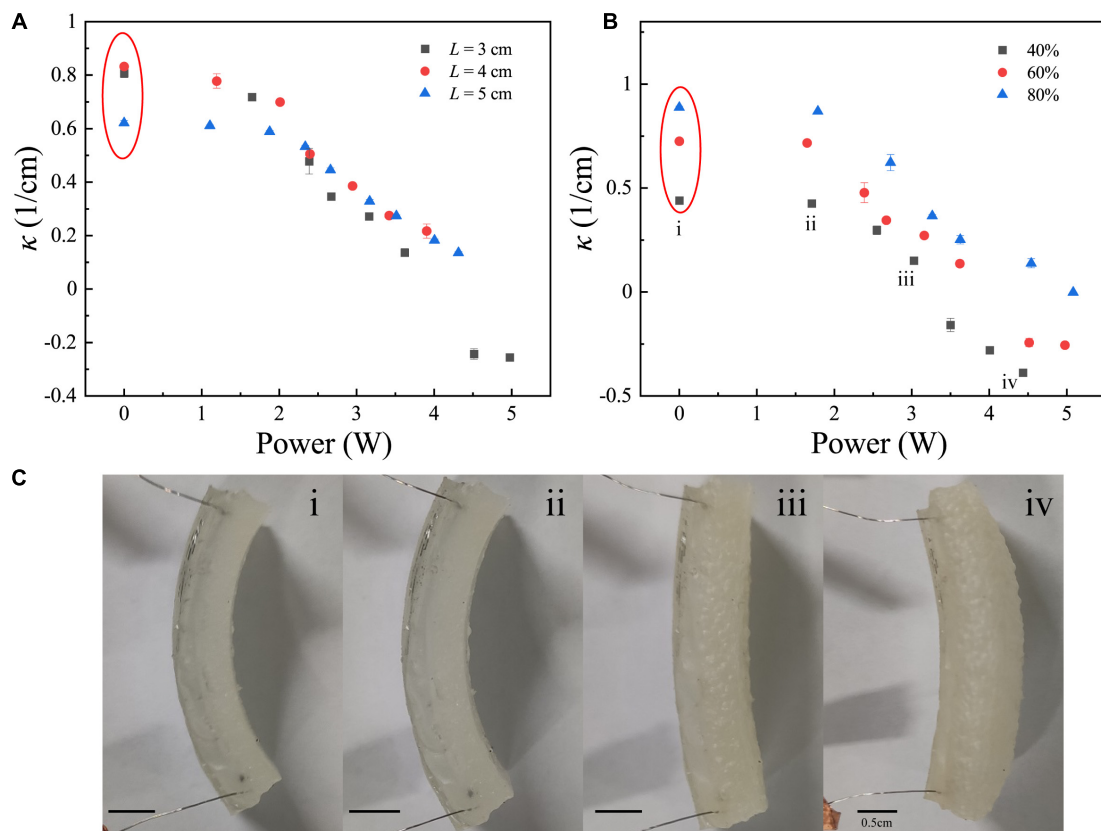 A
1
0.8
0.6
0.4
0.2
0
-0.2
-0.4
κ (1/cm)
0 1 2 3 4 5
Power (W)
L = 3 cm
L = 4 cm
L = 5 cm
B
1
0.5
0
-0.5
κ (1/cm)
0 1 2 3 4 5
Power (W)
40%
60%
80%
i
ii
iii
iv
C
i ii iii iv
0.5cm